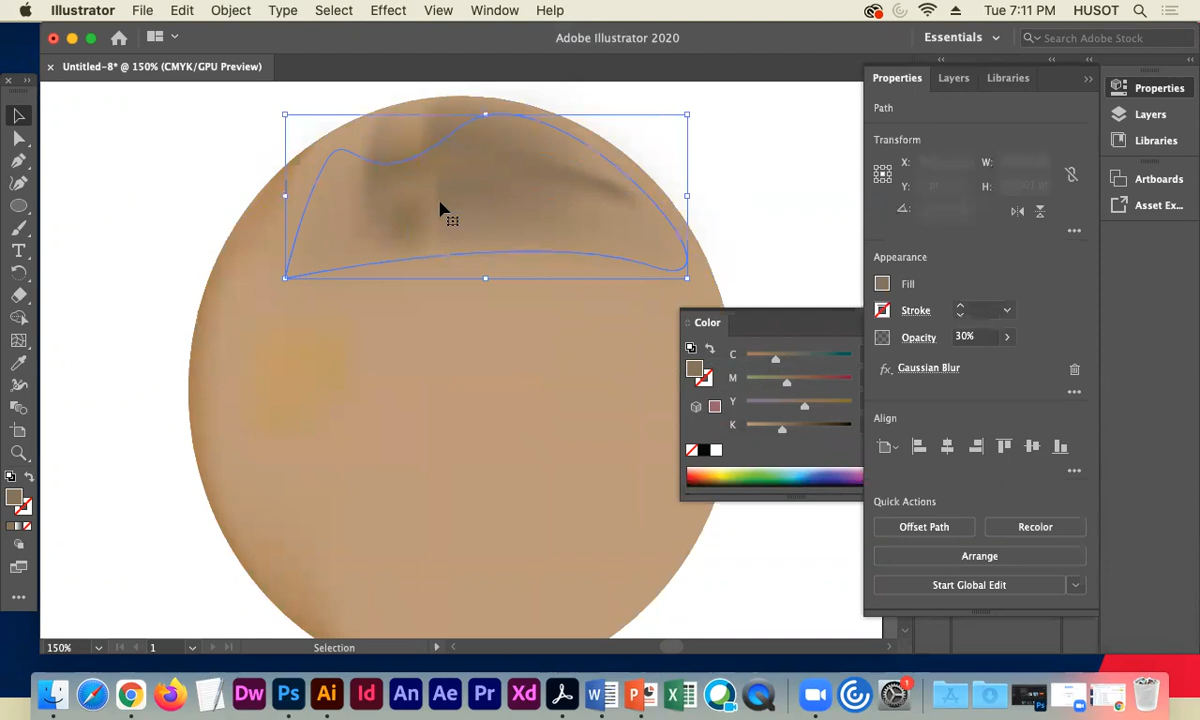 Illustrator File Edit Object Type Select Effect View Window Help
Tue 7:11 PM HUSOT
Adobe Illustrator 2020
Essentials
Search Adobe Stock
× Untitled-8* @ 150% (CMYK/GPU Preview)
Properties Layers Libraries
Path
Transform
X: W:
Y: pt H:
Appearance
Fill
Stroke
Opacity 30%
fx. Gaussian Blur
Align
Quick Actions
Offset Path Recolor
Arrange
Start Global Edit
Properties
Layers
Libraries
Artboards
Asset Ex...
Color
C
M
Y
K
150% 1 Selection
Dw Ps Ai Id An Ae Pr Xd
1